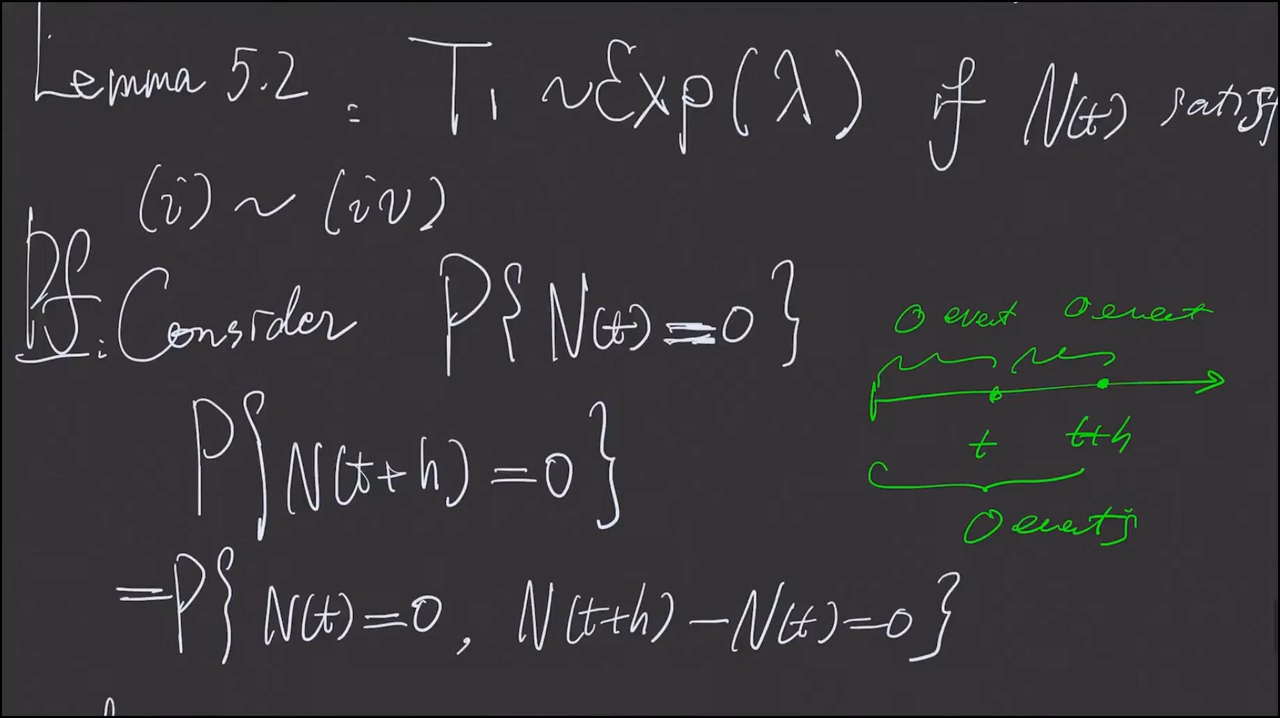 Lemma 5.2 : T₁ ~ Exp(λ) if N(t) satisfy
(i) ~ (iv)
Pf: Consider P{N(t)=0}
0 event 0 event
t t+h
0 events
P{N(t+h)=0}
=P{N(t)=0, N(t+h)-N(t)=0}